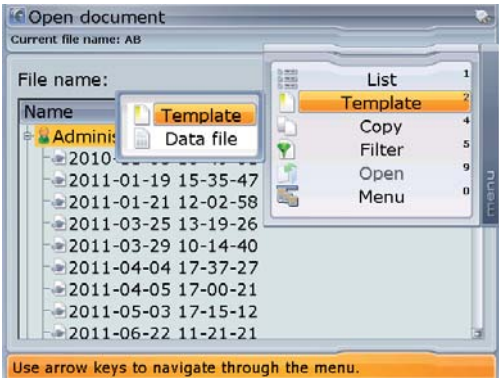 Open document
Current file name: AB
File name:
Name
Template
Data file
2011-01-19 15-35-47
2011-01-21 12-02-58
2011-03-25 13-19-26
2011-03-29 10-14-40
2011-04-04 17-37-27
2011-04-05 17-00-21
2011-05-03 17-15-12
2011-06-22 11-21-21
List 1
Template 2
Copy 4
Filter 5
Open 9
Menu 0
menu
Use arrow keys to navigate through the menu.